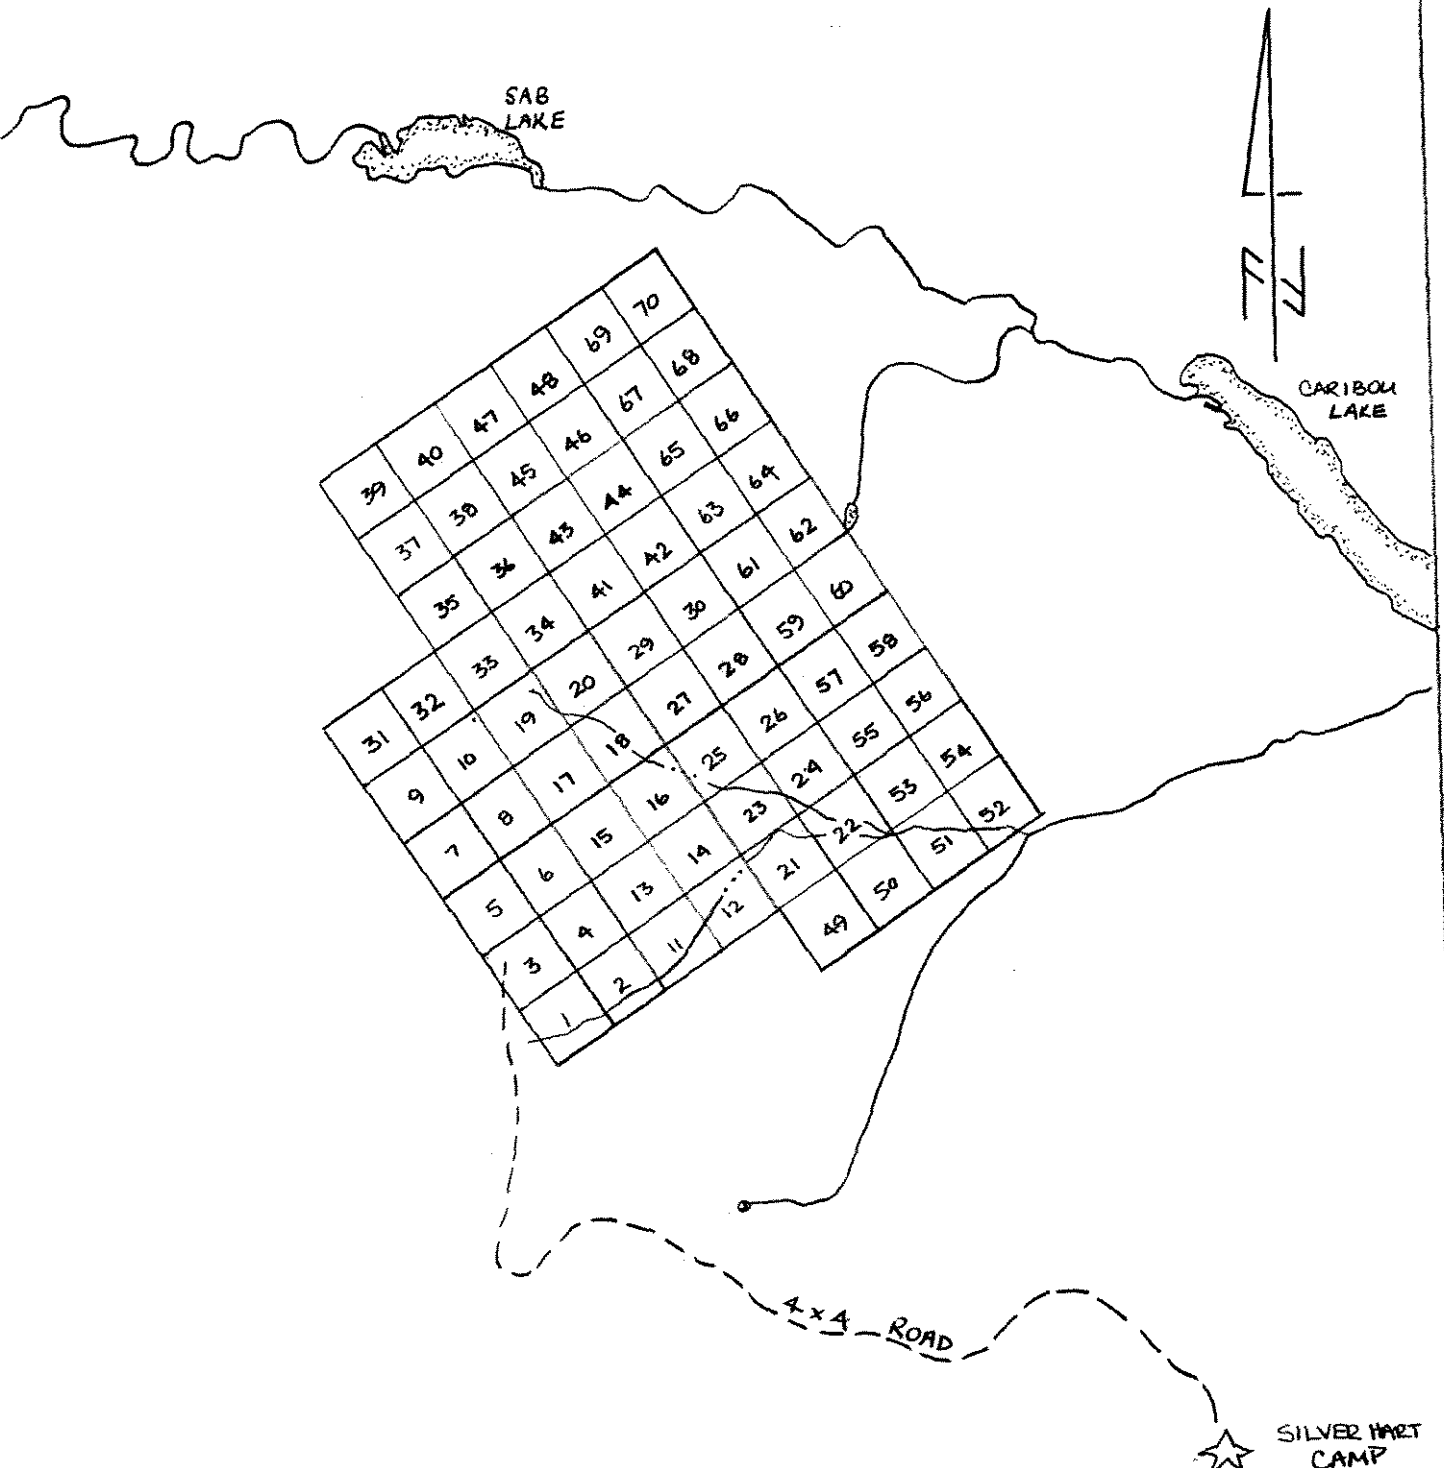 SAB
LAKE
CARIBOU
LAKE
39 40 47 48 69 70
37 38 45 46 67 68
35 36 43 44 65 66
31 32 33 34 41 42 63 64
9 10 19 20 29 30 61 62
7 8 17 18 27 28 59 60
5 6 15 16 25 26 57 58
3 4 13 14 23 24 55 56
1 2 11 12 21 22 53 54
49 50 51 52
4x4 ROAD
SILVER HART
CAMP